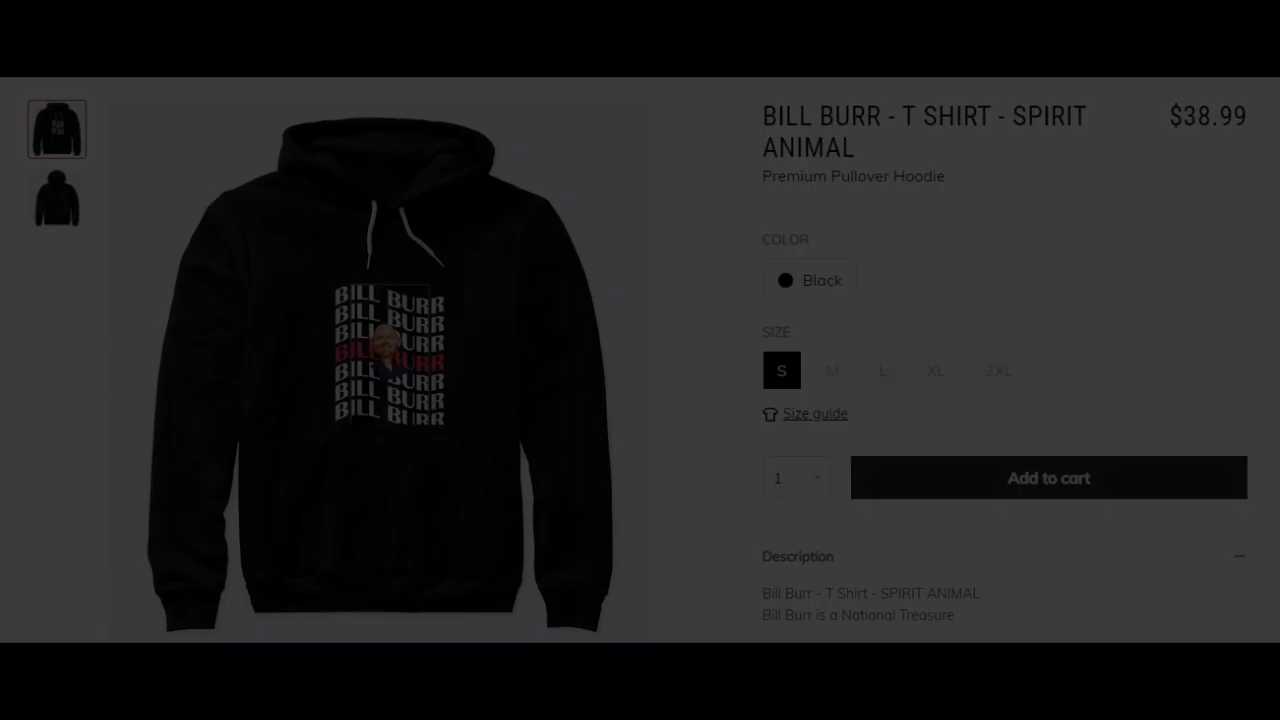 BILL BURR - T SHIRT - SPIRIT
ANIMAL
$38.99
Premium Pullover Hoodie
COLOR
Black
SIZE
S M L XL 2XL
Size guide
1
Add to cart
Description
Bill Burr - T Shirt - SPIRIT ANIMAL
Bill Burr is a National Treasure
BILL BURR
BILL BURR
BILL BURR
BILL BURR
BILL BURR
BILL BURR
BILL BURR